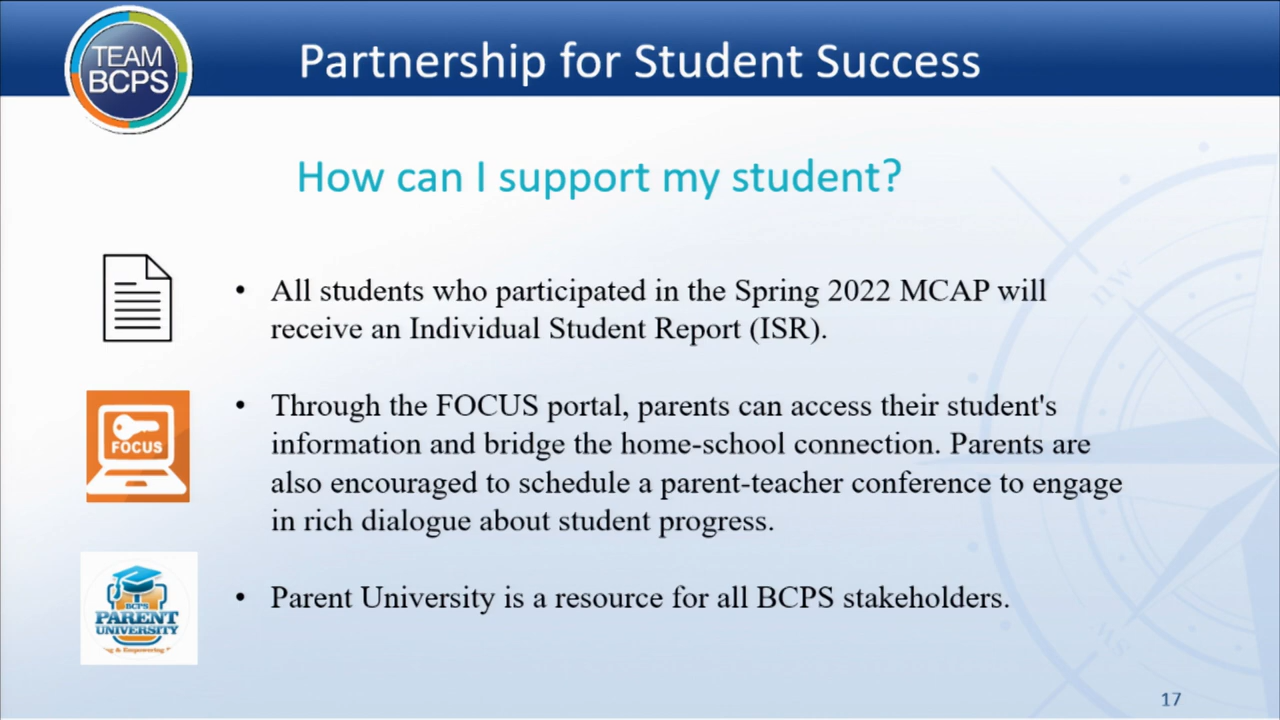 TEAM
BCPS
Partnership for Student Success
How can I support my student?
• All students who participated in the Spring 2022 MCAP will
receive an Individual Student Report (ISR).
FOCUS
• Through the FOCUS portal, parents can access their student's
information and bridge the home-school connection. Parents are
also encouraged to schedule a parent-teacher conference to engage
in rich dialogue about student progress.
BCPS
PARENT
UNIVERSITY
& Empowering
• Parent University is a resource for all BCPS stakeholders.
17